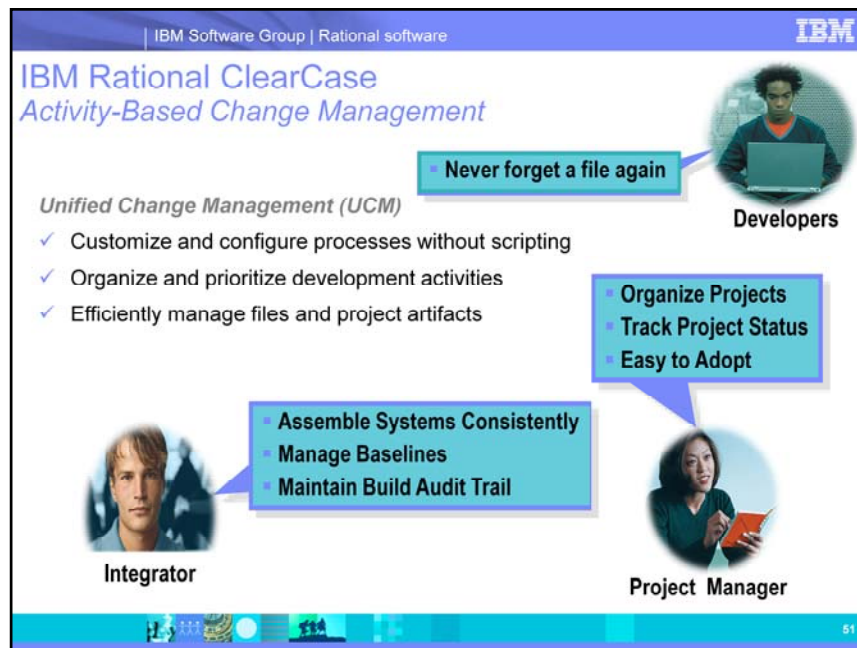 IBM Software Group | Rational software
IBM
IBM Rational ClearCase
Activity-Based Change Management
Never forget a file again
Developers
Unified Change Management (UCM)
✓ Customize and configure processes without scripting
✓ Organize and prioritize development activities
✓ Efficiently manage files and project artifacts
▪ Organize Projects
▪ Track Project Status
▪ Easy to Adopt
▪ Assemble Systems Consistently
▪ Manage Baselines
▪ Maintain Build Audit Trail
Integrator
Project Manager
51